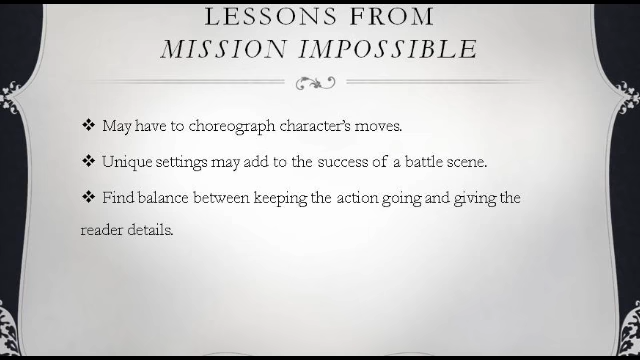 LESSONS FROM
MISSION IMPOSSIBLE
❖ May have to choreograph character's moves.
❖ Unique settings may add to the success of a battle scene.
❖ Find balance between keeping the action going and giving the
reader details.